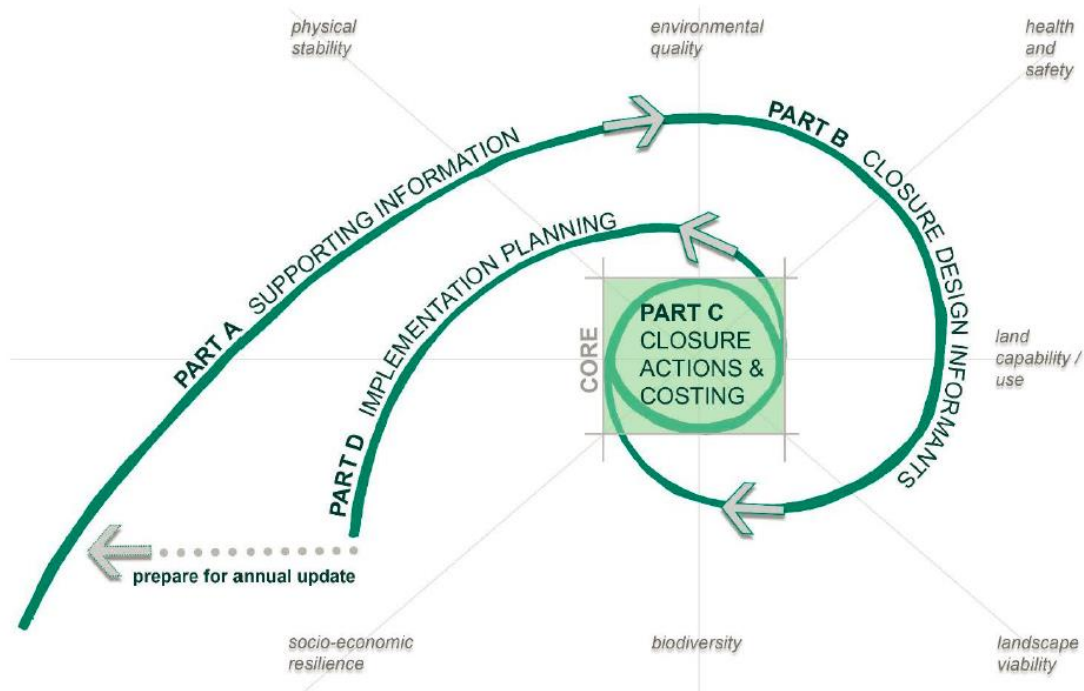 physical
stability
environmental
quality
health
and
safety
PART A SUPPORTING INFORMATION
PART B CLOSURE DESIGN INFORMANTS
PART D IMPLEMENTATION PLANNING
CORE
PART C
CLOSURE
ACTIONS &
COSTING
land
capability /
use
prepare for annual update
socio-economic
resilience
biodiversity
landscape
viability